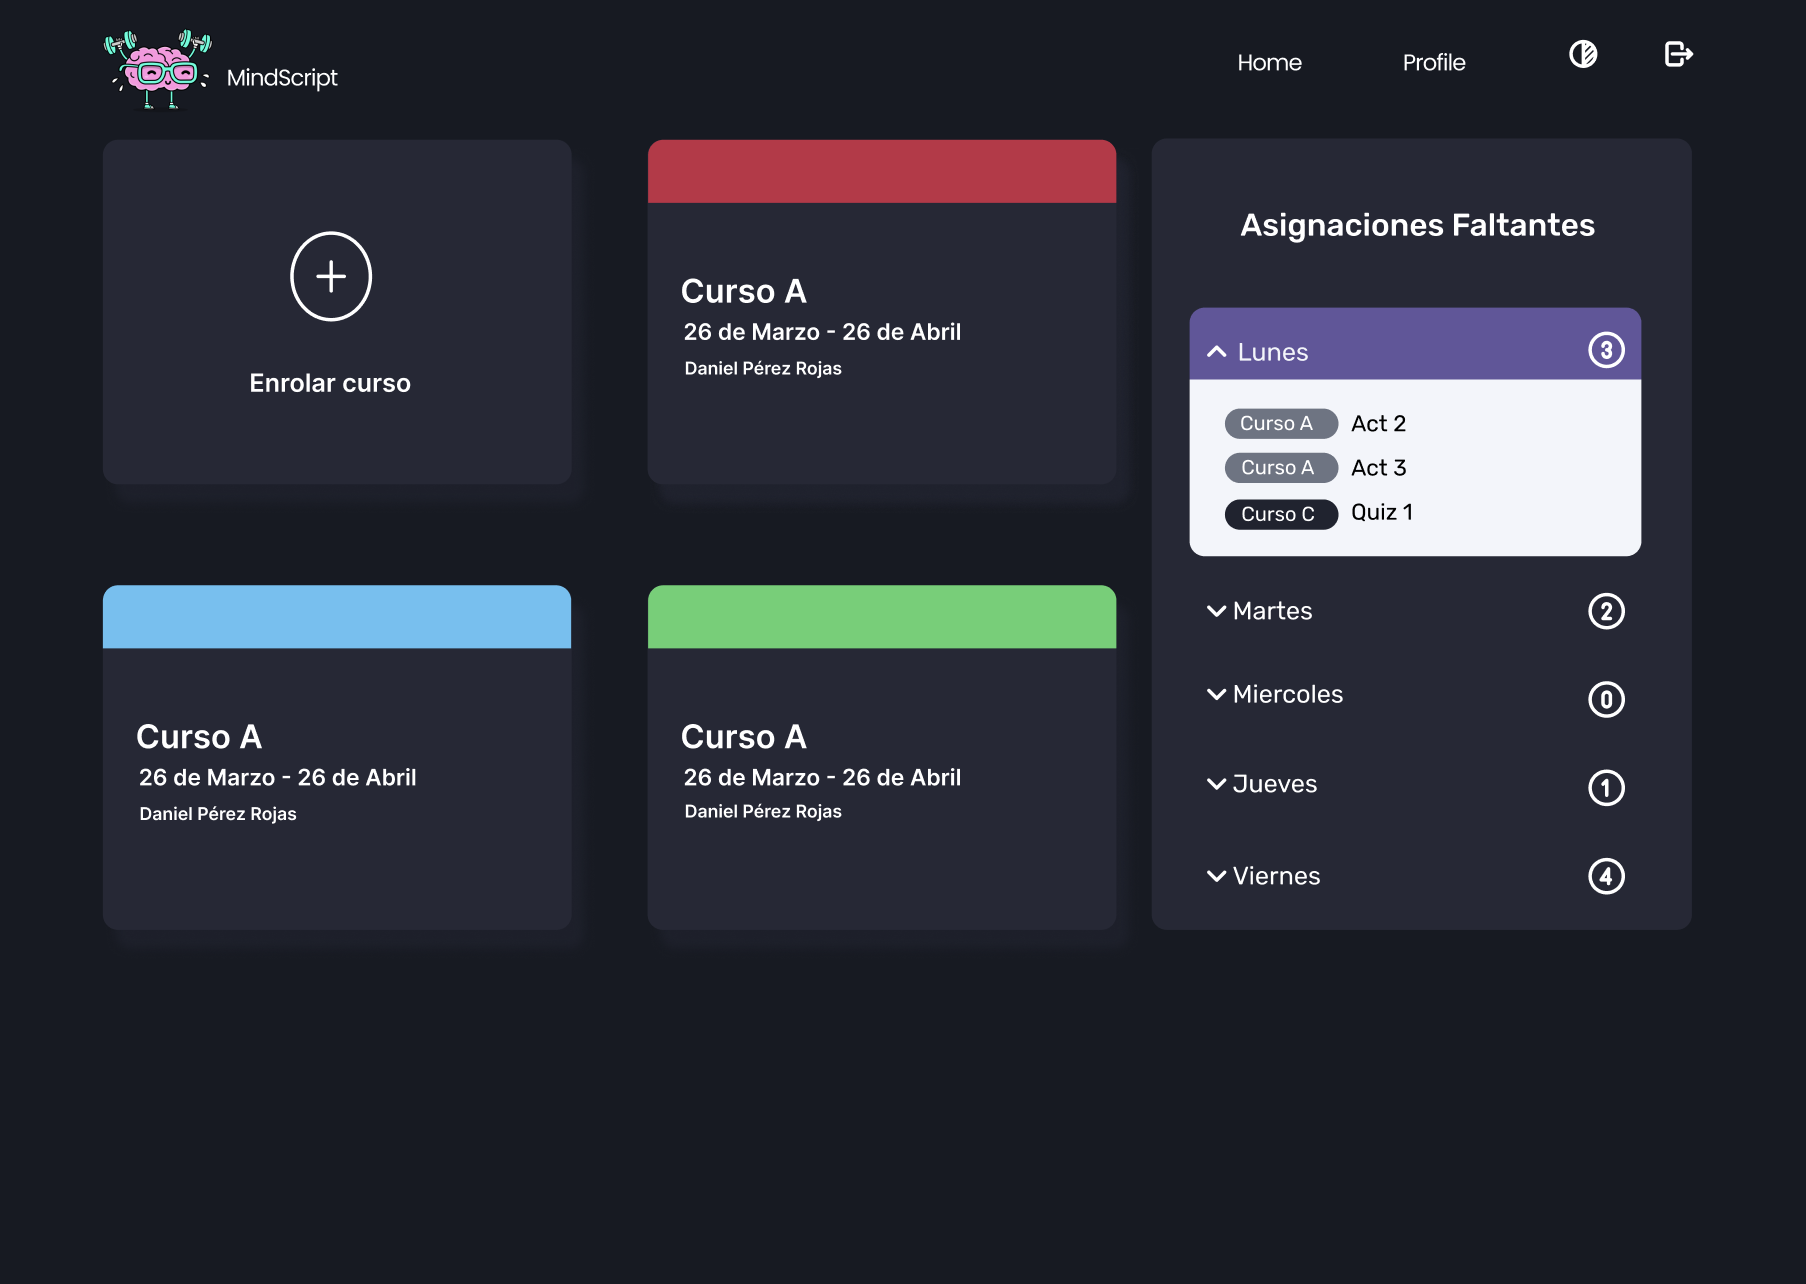 MindScript
Home
Profile
Enrolar curso
Curso A
26 de Marzo - 26 de Abril
Daniel Pérez Rojas
Curso A
26 de Marzo - 26 de Abril
Daniel Pérez Rojas
Curso A
26 de Marzo - 26 de Abril
Daniel Pérez Rojas
Asignaciones Faltantes
Lunes 3
Curso A Act 2
Curso A Act 3
Curso C Quiz 1
Martes 2
Miercoles 0
Jueves 1
Viernes 4